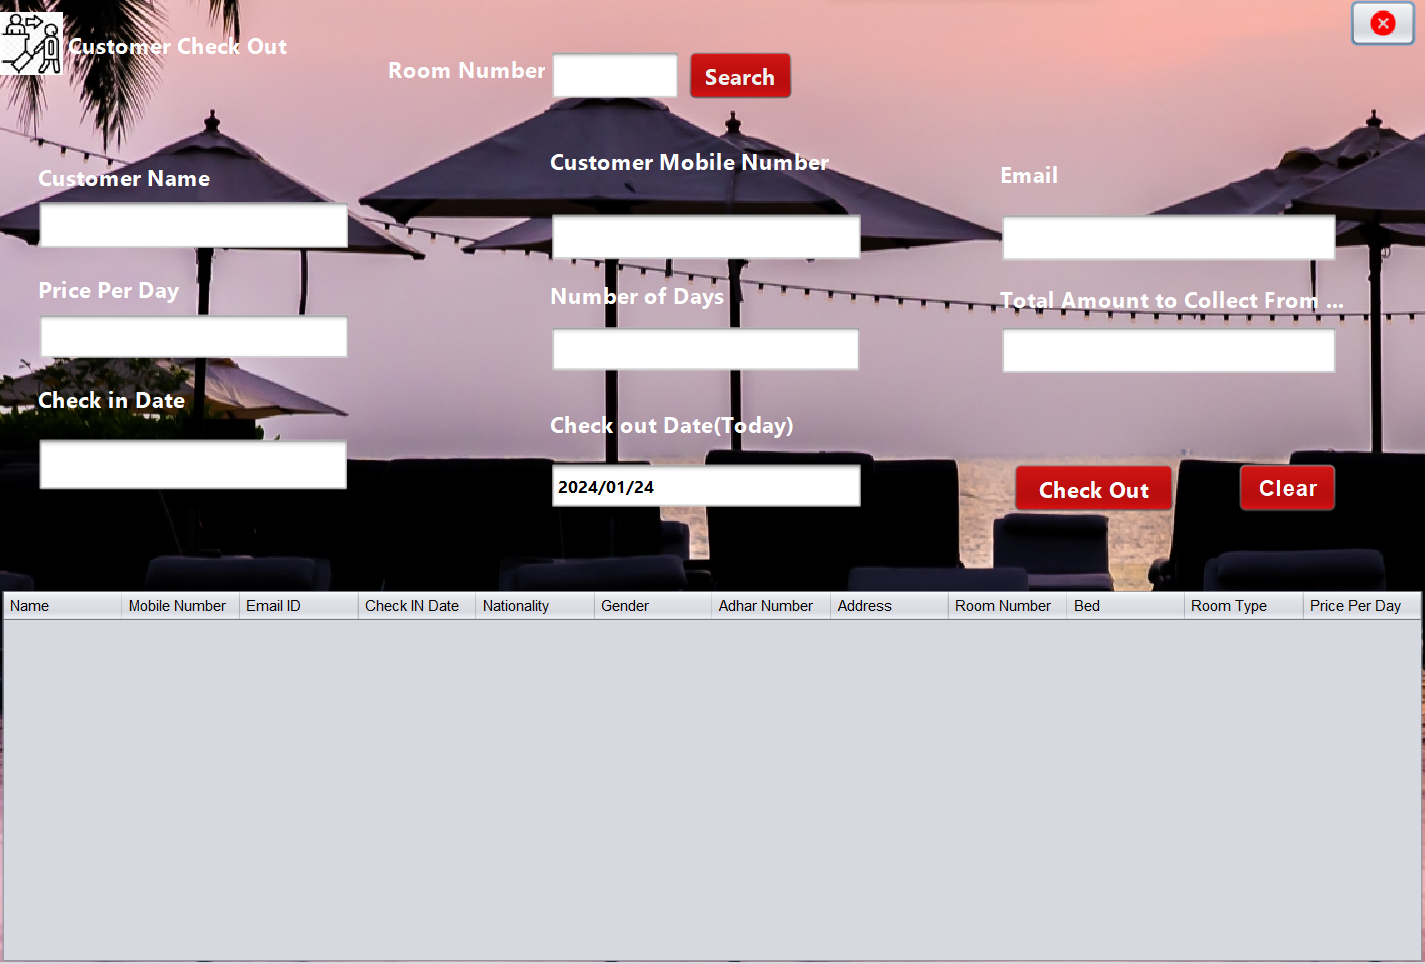 Customer Check Out
Room Number
Search
Customer Name
Customer Mobile Number
Email
Price Per Day
Number of Days
Total Amount to Collect From ...
Check in Date
Check out Date(Today)
2024/01/24
Check Out
Clear
Name Mobile Number Email ID Check IN Date Nationality Gender Adhar Number Address Room Number Bed Room Type Price Per Day